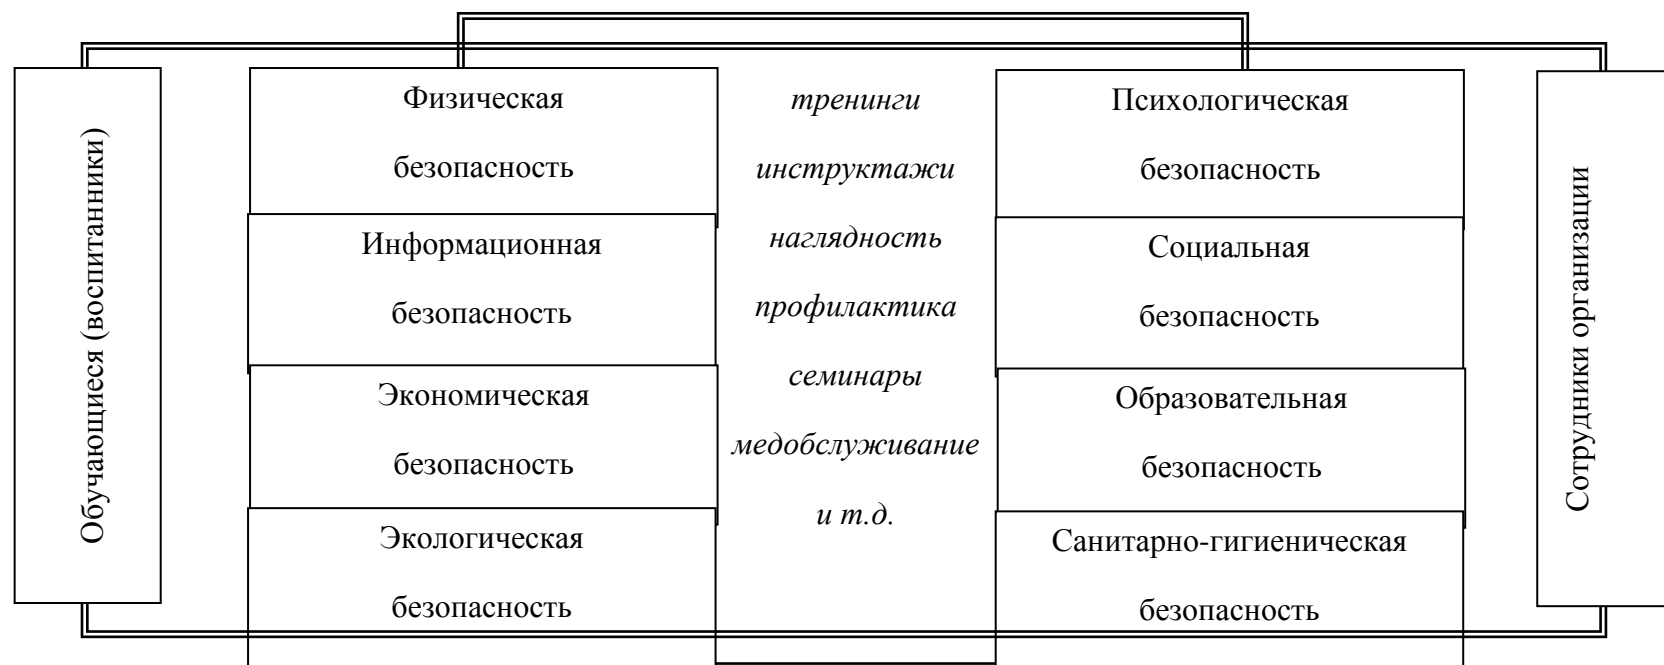 Обучающиеся (воспитанники)
Физическая
безопасность
Информационная
безопасность
Экономическая
безопасность
Экологическая
безопасность
тренинги
инструктажи
наглядность
профилактика
семинары
медобслуживание
и т.д.
Психологическая
безопасность
Социальная
безопасность
Образовательная
безопасность
Санитарно-гигиеническая
безопасность
Сотрудники организации